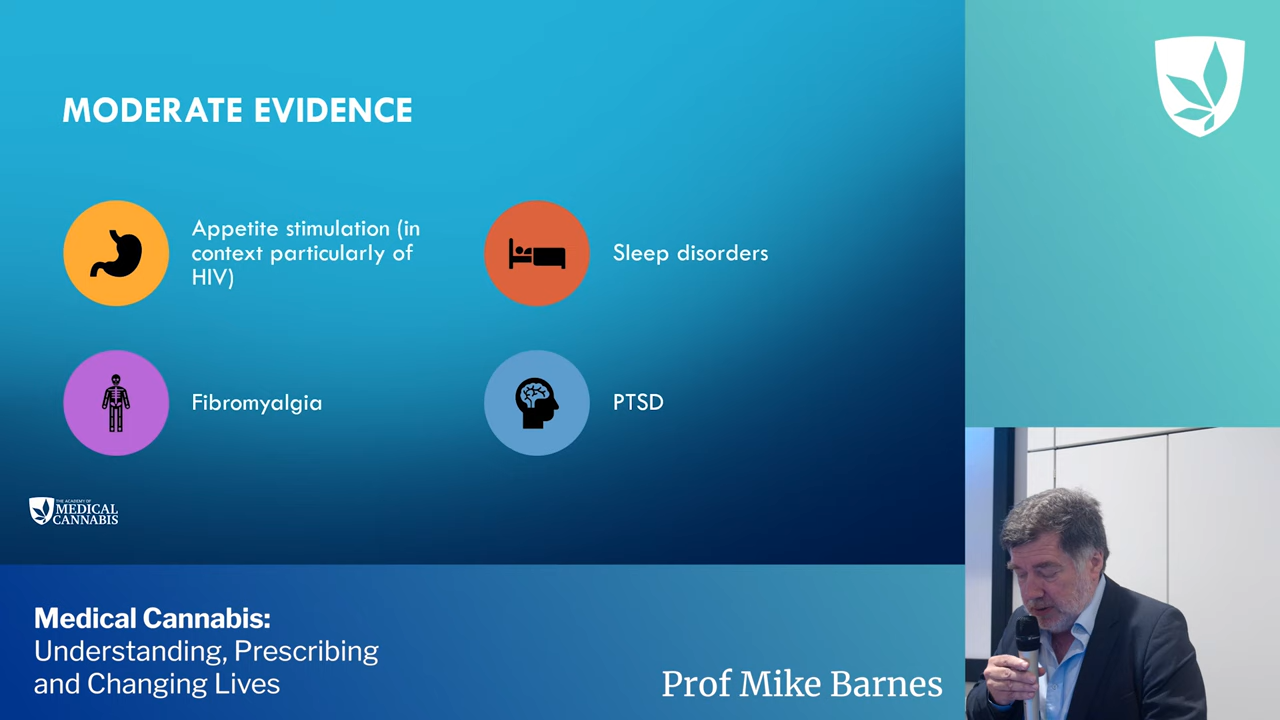 MODERATE EVIDENCE
Appetite stimulation (in
context particularly of
HIV)
Sleep disorders
Fibromyalgia
PTSD
THE ACADEMY OF
MEDICAL
CANNABIS
Medical Cannabis:
Understanding, Prescribing
and Changing Lives
Prof Mike Barnes